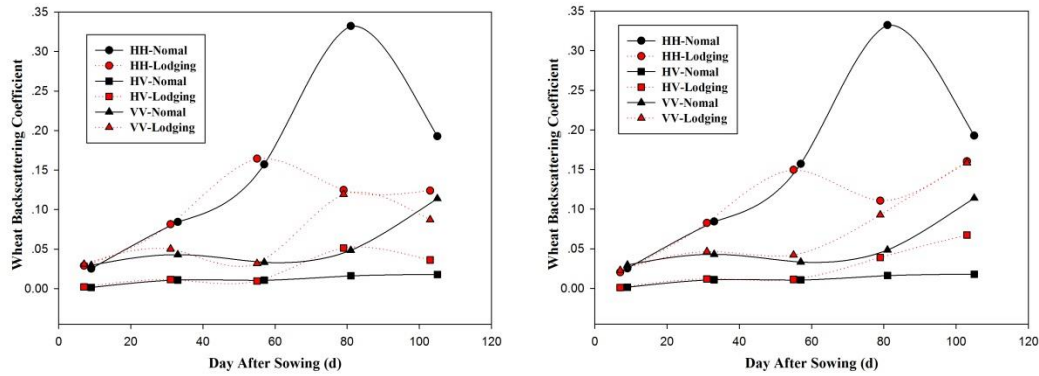 .35
.30
.25
.20
.15
.10
.05
0.00
Wheat Backscattering Coefficient
HH-Nomal
HH-Lodging
HV-Nomal
HV-Lodging
VV-Nomal
VV-Lodging
0 20 40 60 80 100 120
Day After Sowing (d)
.35
.30
.25
.20
.15
.10
.05
0.00
Wheat Backscattering Coefficient
HH-Nomal
HH-Lodging
HV-Nomal
HV-Lodging
VV-Nomal
VV-Lodging
0 20 40 60 80 100 120
Day After Sowing (d)